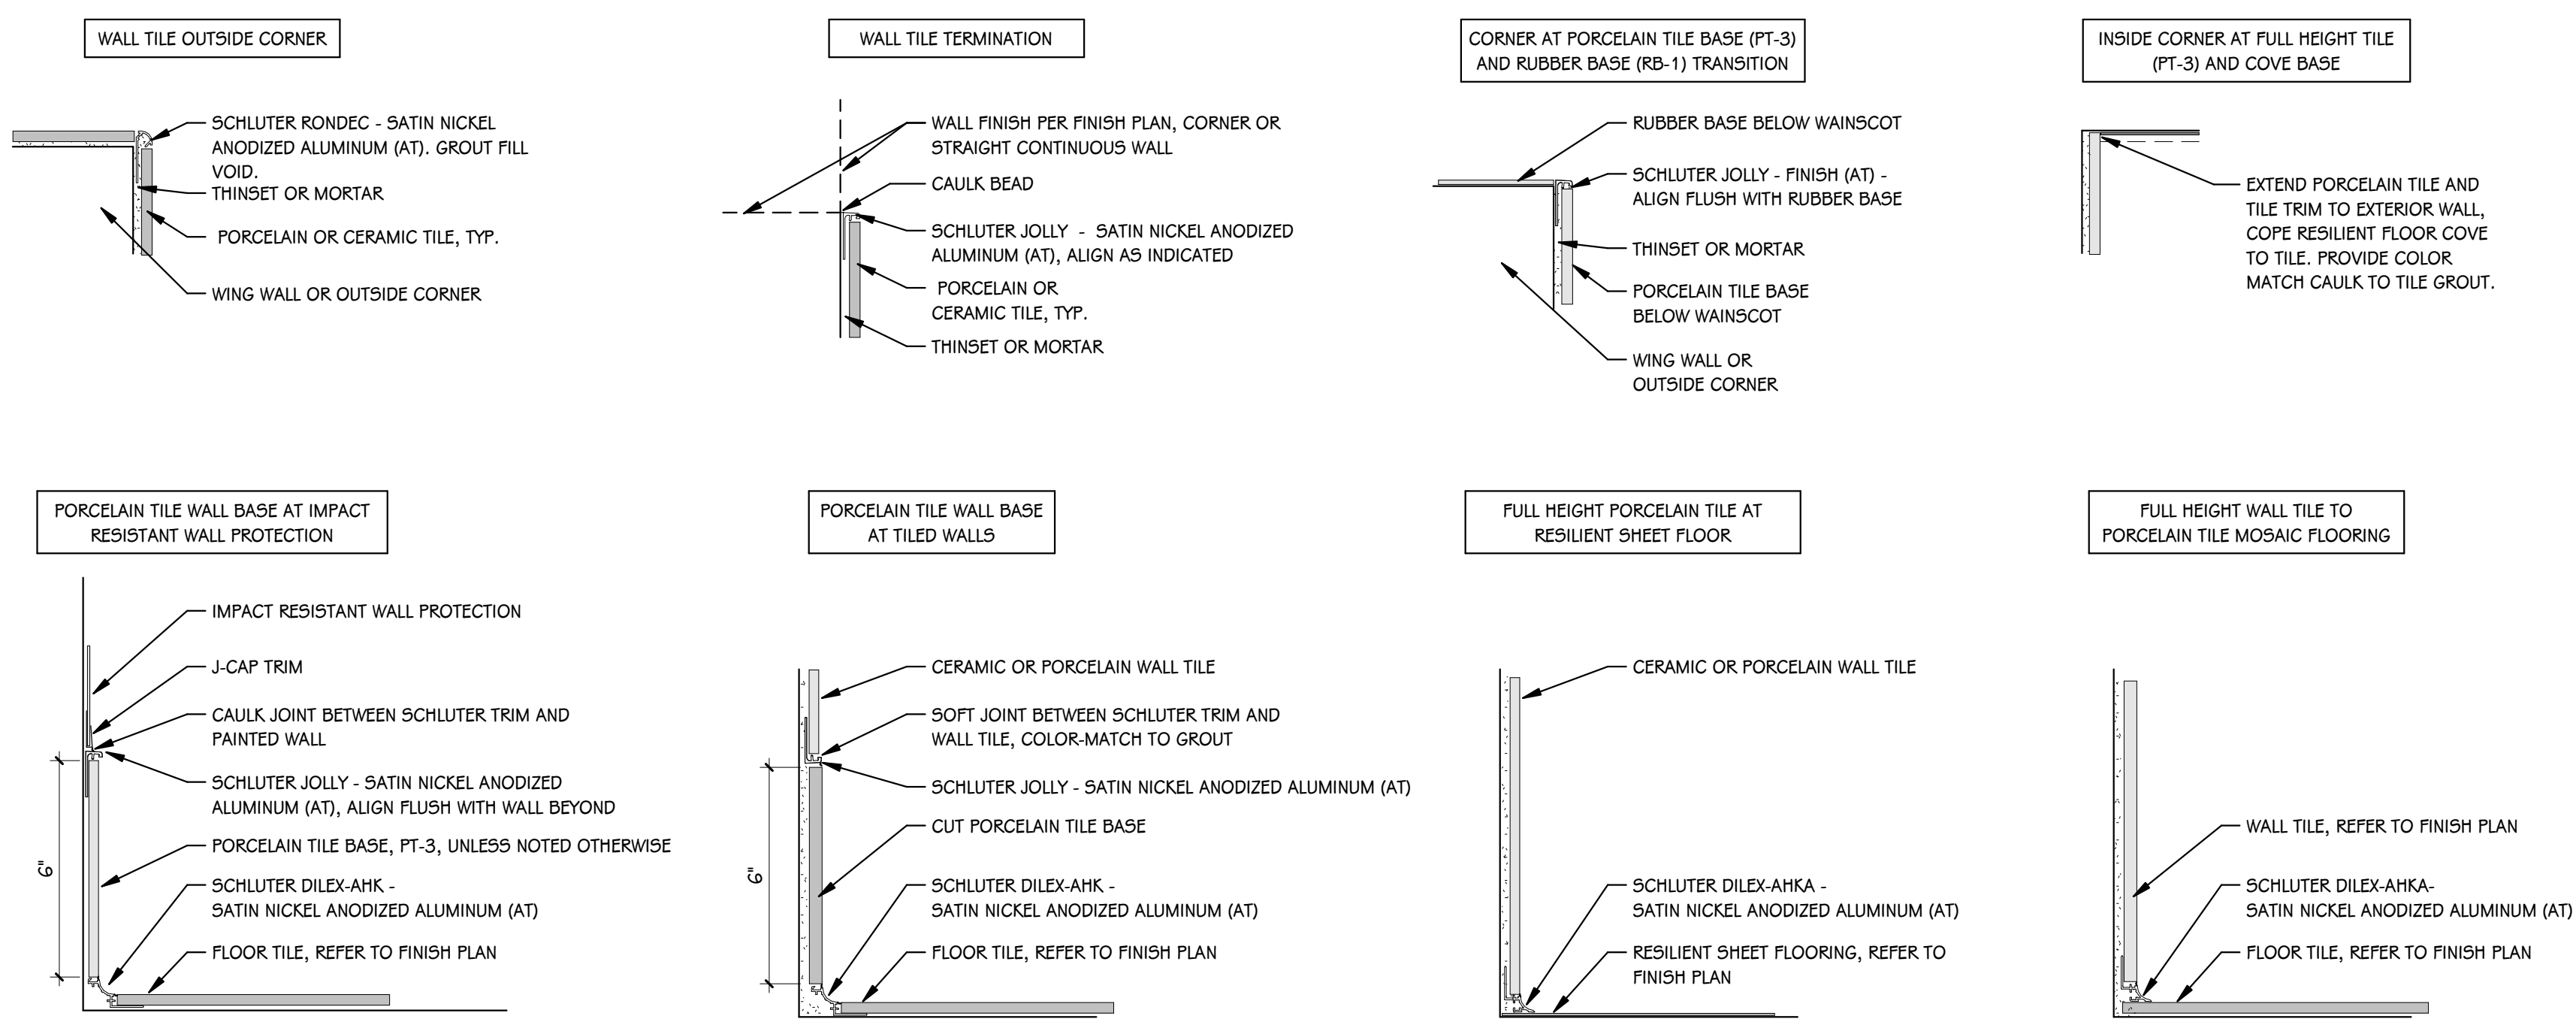 WALL TILE OUTSIDE CORNER
SCHLUTER RONDEC - SATIN NICKEL
ANODIZED ALUMINUM (AT). GROUT FILL
VOID.
THINSET OR MORTAR
PORCELAIN OR CERAMIC TILE, TYP.
WING WALL OR OUTSIDE CORNER
WALL TILE TERMINATION
WALL FINISH PER FINISH PLAN, CORNER OR
STRAIGHT CONTINUOUS WALL
CAULK BEAD
SCHLUTER JOLLY - SATIN NICKEL ANODIZED
ALUMINUM (AT), ALIGN AS INDICATED
PORCELAIN OR
CERAMIC TILE, TYP.
THINSET OR MORTAR
CORNER AT PORCELAIN TILE BASE (PT-3)
AND RUBBER BASE (RB-1) TRANSITION
RUBBER BASE BELOW WAINSCOT
SCHLUTER JOLLY - FINISH (AT) -
ALIGN FLUSH WITH RUBBER BASE
THINSET OR MORTAR
PORCELAIN TILE BASE
BELOW WAINSCOT
WING WALL OR
OUTSIDE CORNER
INSIDE CORNER AT FULL HEIGHT TILE
(PT-3) AND COVE BASE
EXTEND PORCELAIN TILE AND
TILE TRIM TO EXTERIOR WALL,
COPE RESILIENT FLOOR COVE
TO TILE. PROVIDE COLOR
MATCH CAULK TO TILE GROUT.
PORCELAIN TILE WALL BASE AT IMPACT
RESISTANT WALL PROTECTION
IMPACT RESISTANT WALL PROTECTION
J-CAP TRIM
CAULK JOINT BETWEEN SCHLUTER TRIM AND
PAINTED WALL
SCHLUTER JOLLY - SATIN NICKEL ANODIZED
ALUMINUM (AT), ALIGN FLUSH WITH WALL BEYOND
PORCELAIN TILE BASE, PT-3, UNLESS NOTED OTHERWISE
6"
SCHLUTER DILEX-AHK -
SATIN NICKEL ANODIZED ALUMINUM (AT)
FLOOR TILE, REFER TO FINISH PLAN
PORCELAIN TILE WALL BASE
AT TILED WALLS
CERAMIC OR PORCELAIN WALL TILE
SOFT JOINT BETWEEN SCHLUTER TRIM AND
WALL TILE, COLOR-MATCH TO GROUT
SCHLUTER JOLLY - SATIN NICKEL ANODIZED ALUMINUM (AT)
CUT PORCELAIN TILE BASE
6"
SCHLUTER DILEX-AHK -
SATIN NICKEL ANODIZED ALUMINUM (AT)
FLOOR TILE, REFER TO FINISH PLAN
FULL HEIGHT PORCELAIN TILE AT
RESILIENT SHEET FLOOR
CERAMIC OR PORCELAIN WALL TILE
SCHLUTER DILEX-AHKA -
SATIN NICKEL ANODIZED ALUMINUM (AT)
RESILIENT SHEET FLOORING, REFER TO
FINISH PLAN
FULL HEIGHT WALL TILE TO
PORCELAIN TILE MOSAIC FLOORING
WALL TILE, REFER TO FINISH PLAN
SCHLUTER DILEX-AHKA-
SATIN NICKEL ANODIZED ALUMINUM (AT)
FLOOR TILE, REFER TO FINISH PLAN